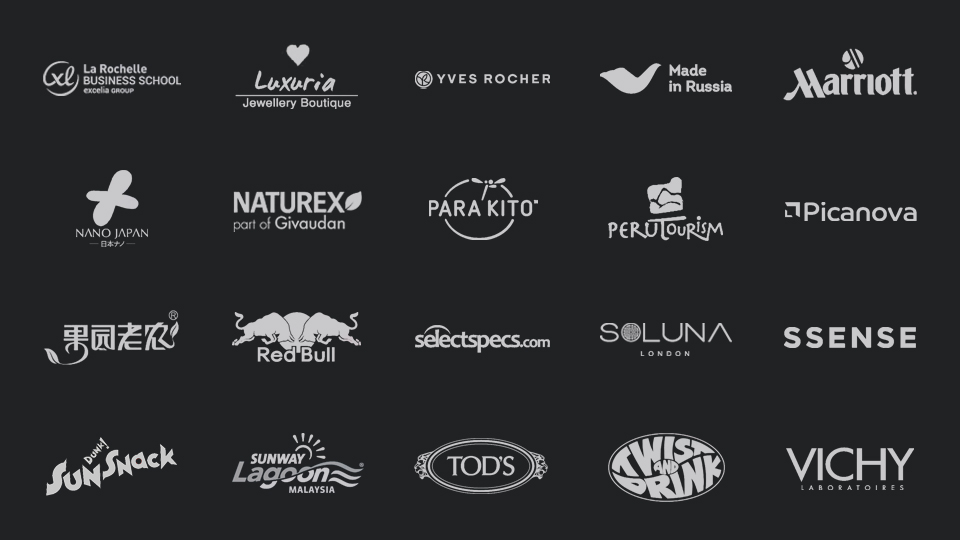 xl
La Rochelle
BUSINESS SCHOOL
excelia GROUP
Luxuria
Jewellery Boutique
YVES ROCHER
Made
in Russia
Marriott.
NANO JAPAN
日本ナノ
NATUREX
part of Givaudan
PARA'KITO™
PERU TOURISM
Picanova
果园老农®
Red Bull
selectspecs.com
SOLUNA
LONDON
SSENSE
DUNK!
SUNSNACK
SUNWAY
Lagoon
MALAYSIA
TOD'S
TWIST
AND
DRINK
VICHY
LABORATOIRES